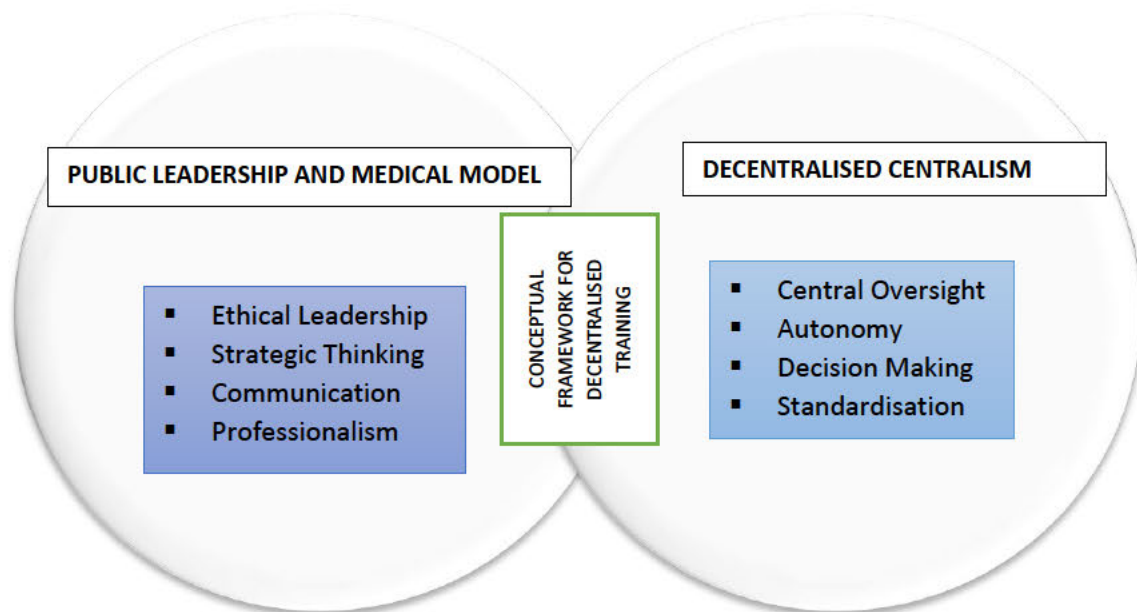 PUBLIC LEADERSHIP AND MEDICAL MODEL
▪ Ethical Leadership
▪ Strategic Thinking
▪ Communication
▪ Professionalism
CONCEPTUAL
FRAMEWORK FOR
DECENTRALISED
TRAINING
DECENTRALISED CENTRALISM
▪ Central Oversight
▪ Autonomy
▪ Decision Making
▪ Standardisation